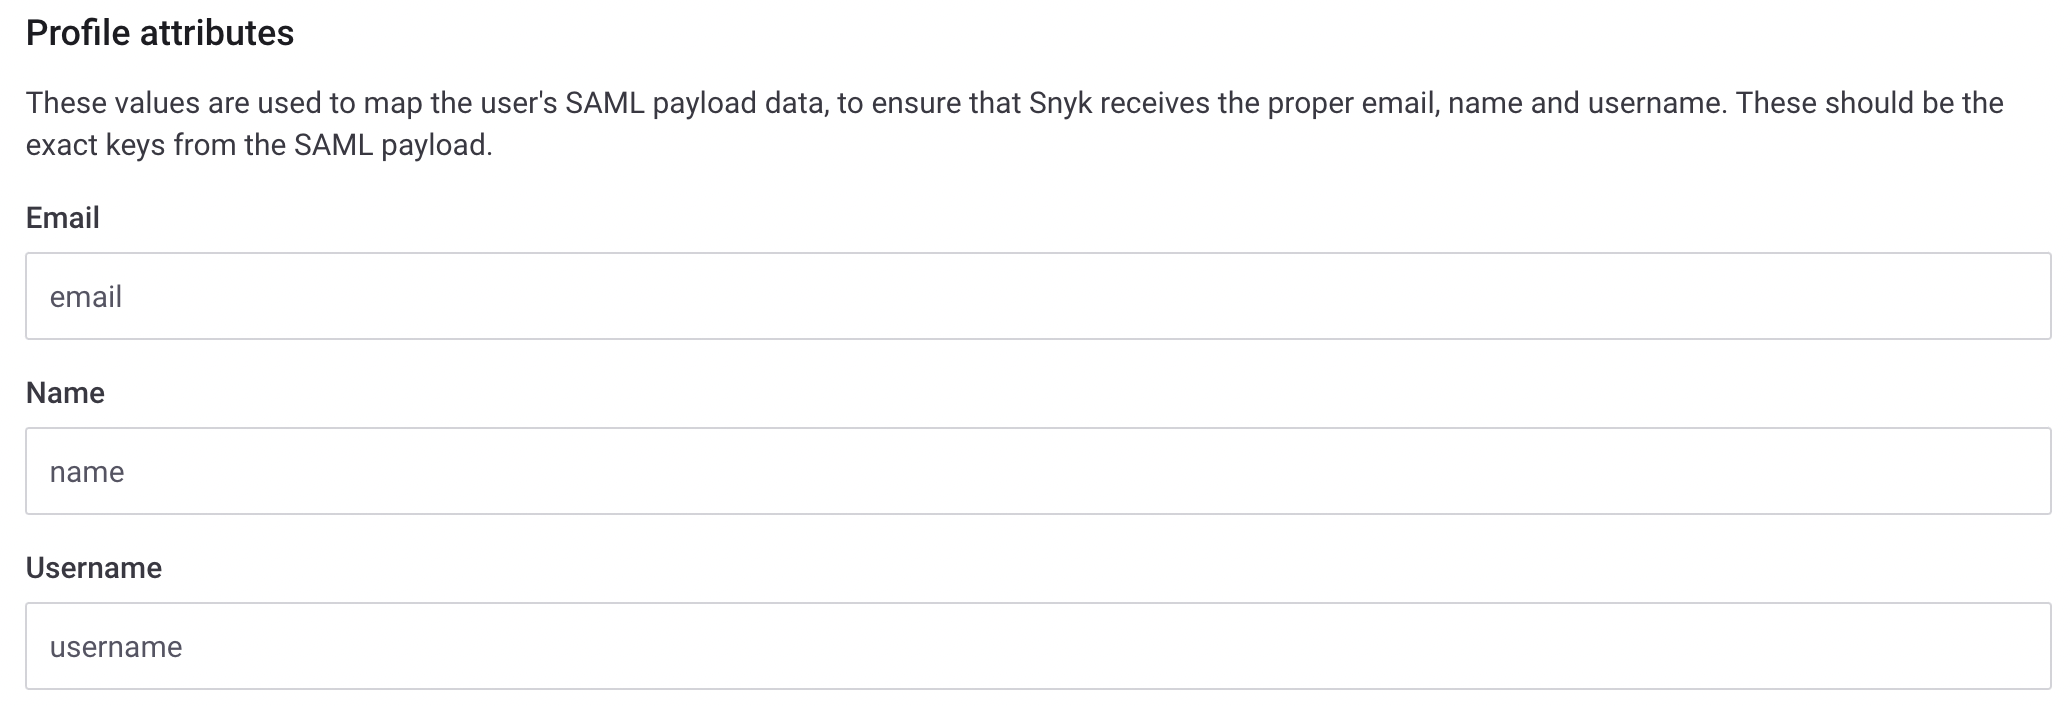 Profile attributes
These values are used to map the user's SAML payload data, to ensure that Snyk receives the proper email, name and username. These should be the
exact keys from the SAML payload.
Email
email
Name
name
Username
username